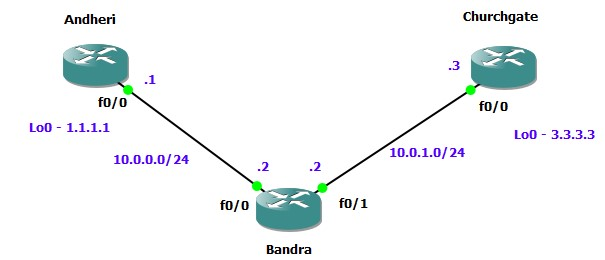 Andheri
Churchgate
.1
.3
f0/0
f0/0
Lo0 - 1.1.1.1
Lo0 - 3.3.3.3
10.0.0.0/24
10.0.1.0/24
.2
.2
f0/0
f0/1
Bandra